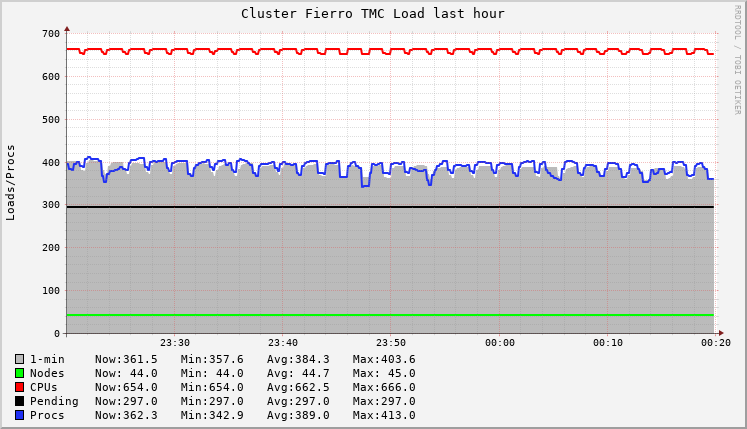 Cluster Fierro TMC Load last hour
RRDTOOL / TOBI OETIKER
Loads/Procs
700
600
500
400
300
200
100
0
23:30 23:40 23:50 00:00 00:10 00:20
1-min Now:361.5 Min:357.6 Avg:384.3 Max:403.6
Nodes Now: 44.0 Min: 44.0 Avg: 44.7 Max: 45.0
CPUs Now:654.0 Min:654.0 Avg:662.5 Max:666.0
Pending Now:297.0 Min:297.0 Avg:297.0 Max:297.0
Procs Now:362.3 Min:342.9 Avg:389.0 Max:413.0